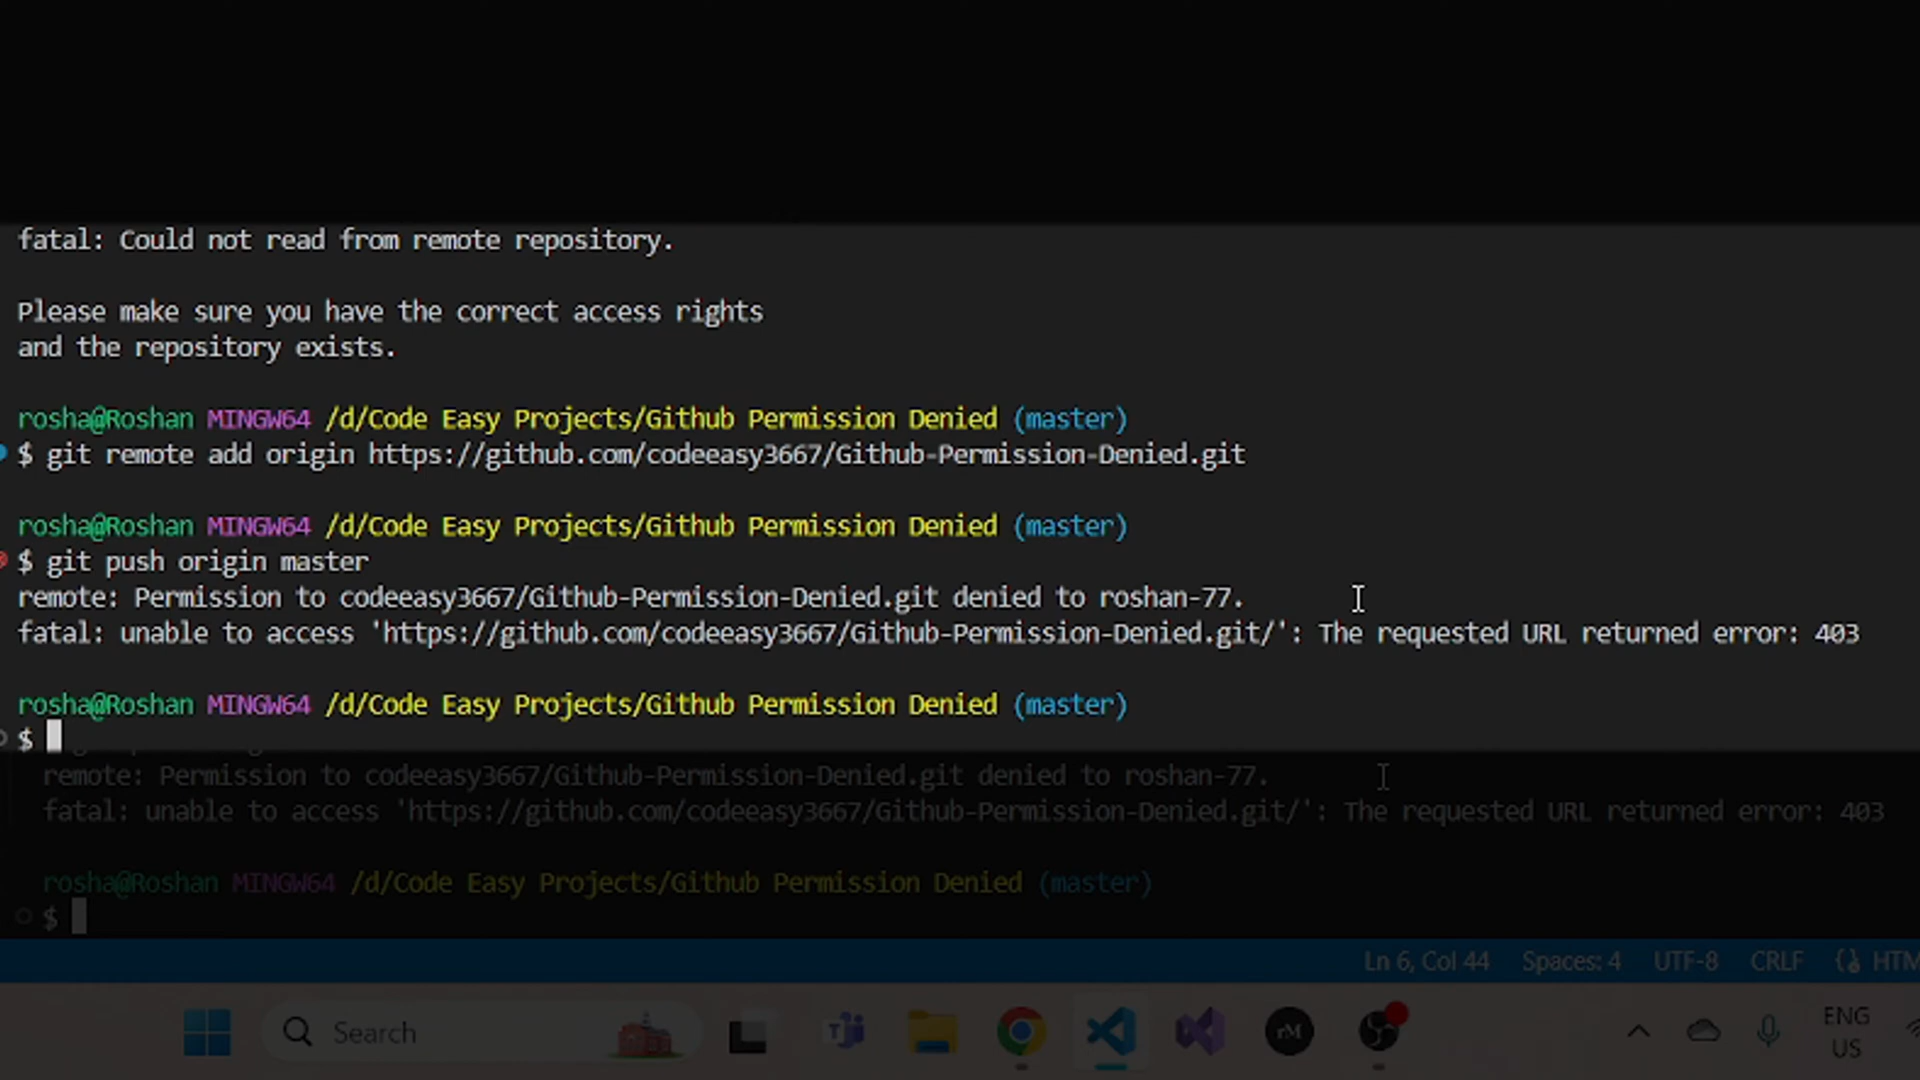 fatal: Could not read from remote repository.
Please make sure you have the correct access rights
and the repository exists.
rosha@Roshan MINGW64 /d/Code Easy Projects/Github Permission Denied (master)
$ git remote add origin https://github.com/codeeasy3667/Github-Permission-Denied.git
rosha@Roshan MINGW64 /d/Code Easy Projects/Github Permission Denied (master)
$ git push origin master
remote: Permission to codeeasy3667/Github-Permission-Denied.git denied to roshan-77.
fatal: unable to access 'https://github.com/codeeasy3667/Github-Permission-Denied.git/': The requested URL returned error: 403
rosha@Roshan MINGW64 /d/Code Easy Projects/Github Permission Denied (master)
$
remote: Permission to codeeasy3667/Github-Permission-Denied.git denied to roshan-77.
fatal: unable to access 'https://github.com/codeeasy3667/Github-Permission-Denied.git/': The requested URL returned error: 403
rosha@Roshan MINGW64 /d/Code Easy Projects/Github Permission Denied (master)
$
Ln 6, Col 44 Spaces: 4 UTF-8 CRLF HTM
Search
rM
ENG
US